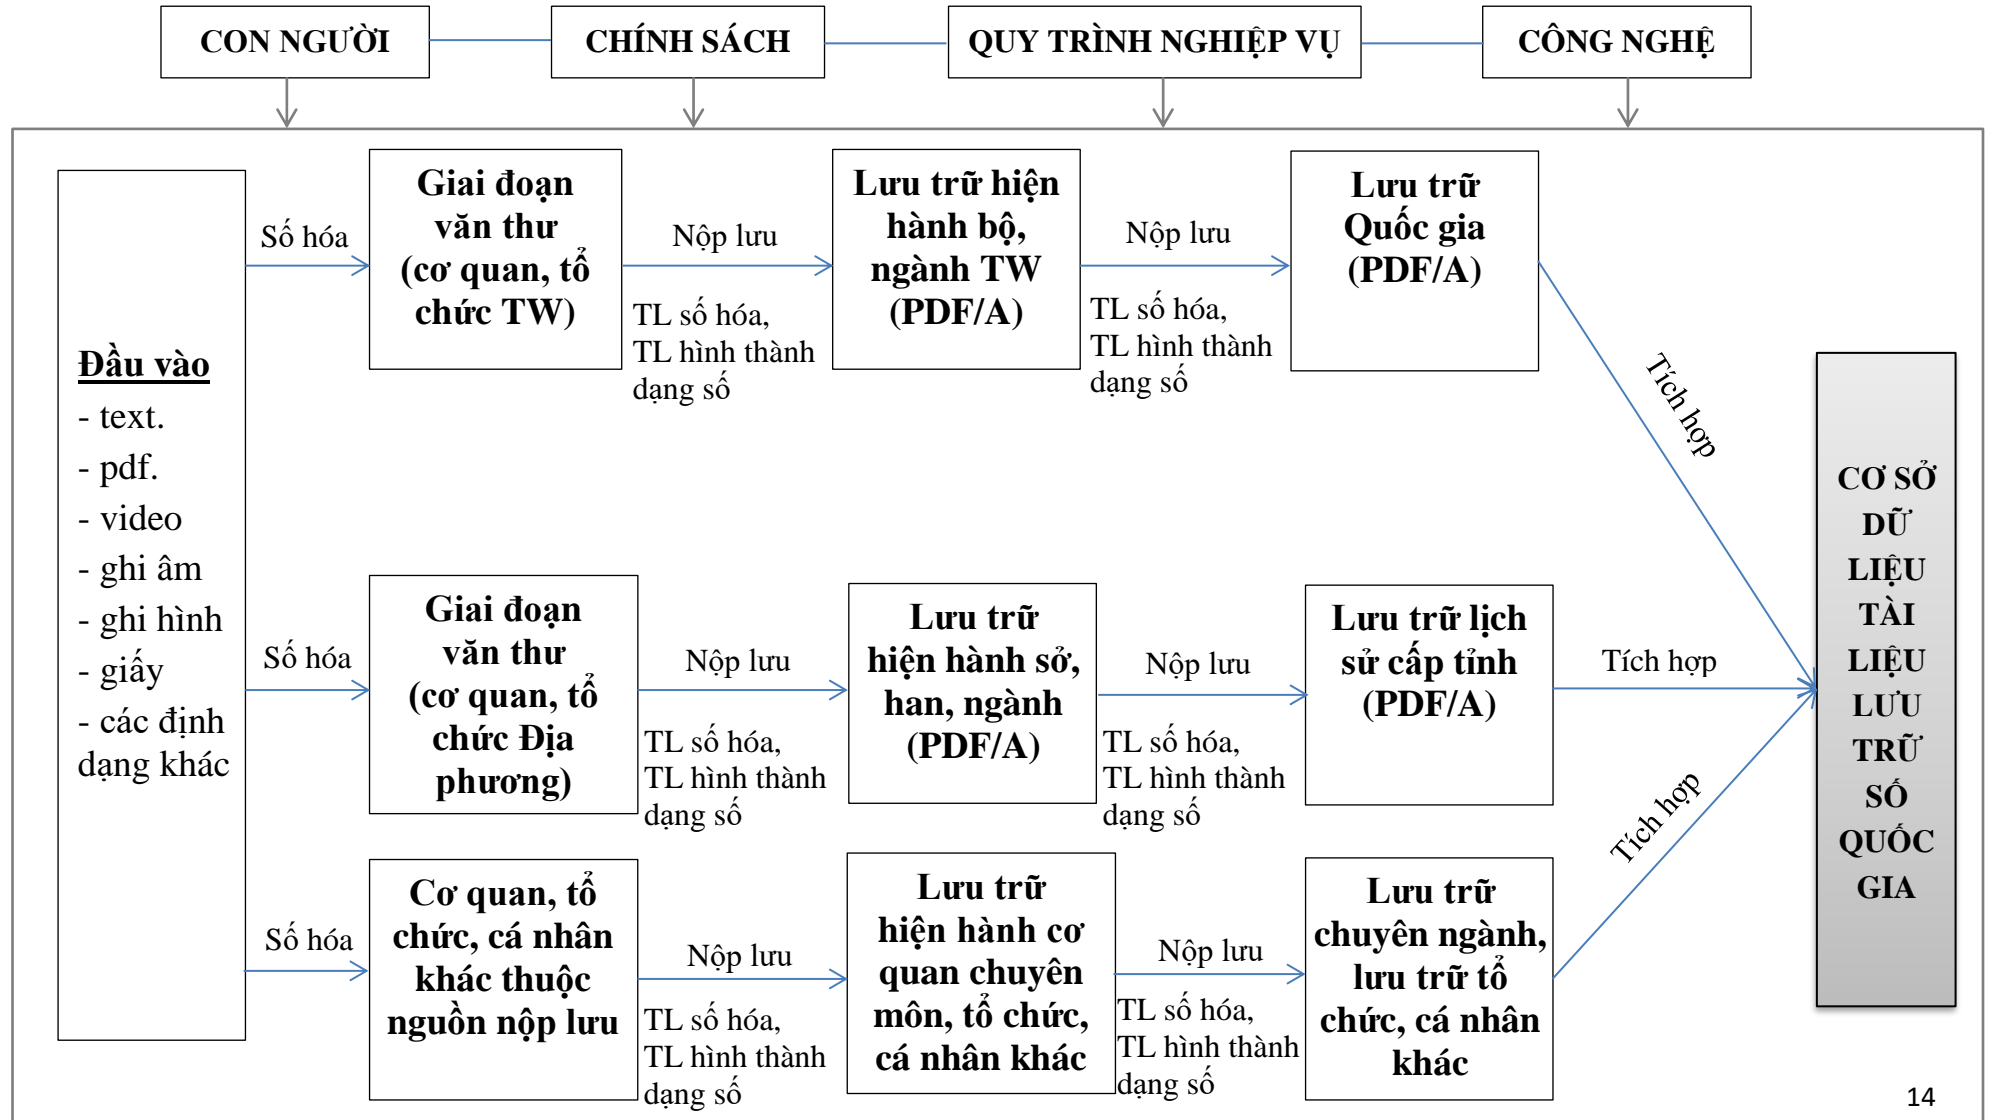 CON NGƯỜI
CHÍNH SÁCH
QUY TRÌNH NGHIỆP VỤ
CÔNG NGHỆ
Đầu vào
- text.
- pdf.
- video
- ghi âm
- ghi hình
- giấy
- các định
dạng khác
Số hóa
Giai đoạn
văn thư
(cơ quan, tổ
chức TW)
Nộp lưu
TL số hóa,
TL hình thành
dạng số
Lưu trữ hiện
hành bộ,
ngành TW
(PDF/A)
Nộp lưu
TL số hóa,
TL hình thành
dạng số
Lưu trữ
Quốc gia
(PDF/A)
Tích hợp
Số hóa
Giai đoạn
văn thư
(cơ quan, tổ
chức Địa
phương)
Nộp lưu
TL số hóa,
TL hình thành
dạng số
Lưu trữ
hiện hành sở,
han, ngành
(PDF/A)
Nộp lưu
TL số hóa,
TL hình thành
dạng số
Lưu trữ lịch
sử cấp tỉnh
(PDF/A)
Tích hợp
Số hóa
Cơ quan, tổ
chức, cá nhân
khác thuộc
nguồn nộp lưu
Nộp lưu
TL số hóa,
TL hình thành
dạng số
Lưu trữ
hiện hành cơ
quan chuyên
môn, tổ chức,
cá nhân khác
Nộp lưu
TL số hóa,
TL hình thành
dạng số
Lưu trữ
chuyên ngành,
lưu trữ tổ
chức, cá nhân
khác
Tích hợp
CƠ SỞ
DỮ
LIỆU
TÀI
LIỆU
LƯU
TRỮ
SỐ
QUỐC
GIA
14